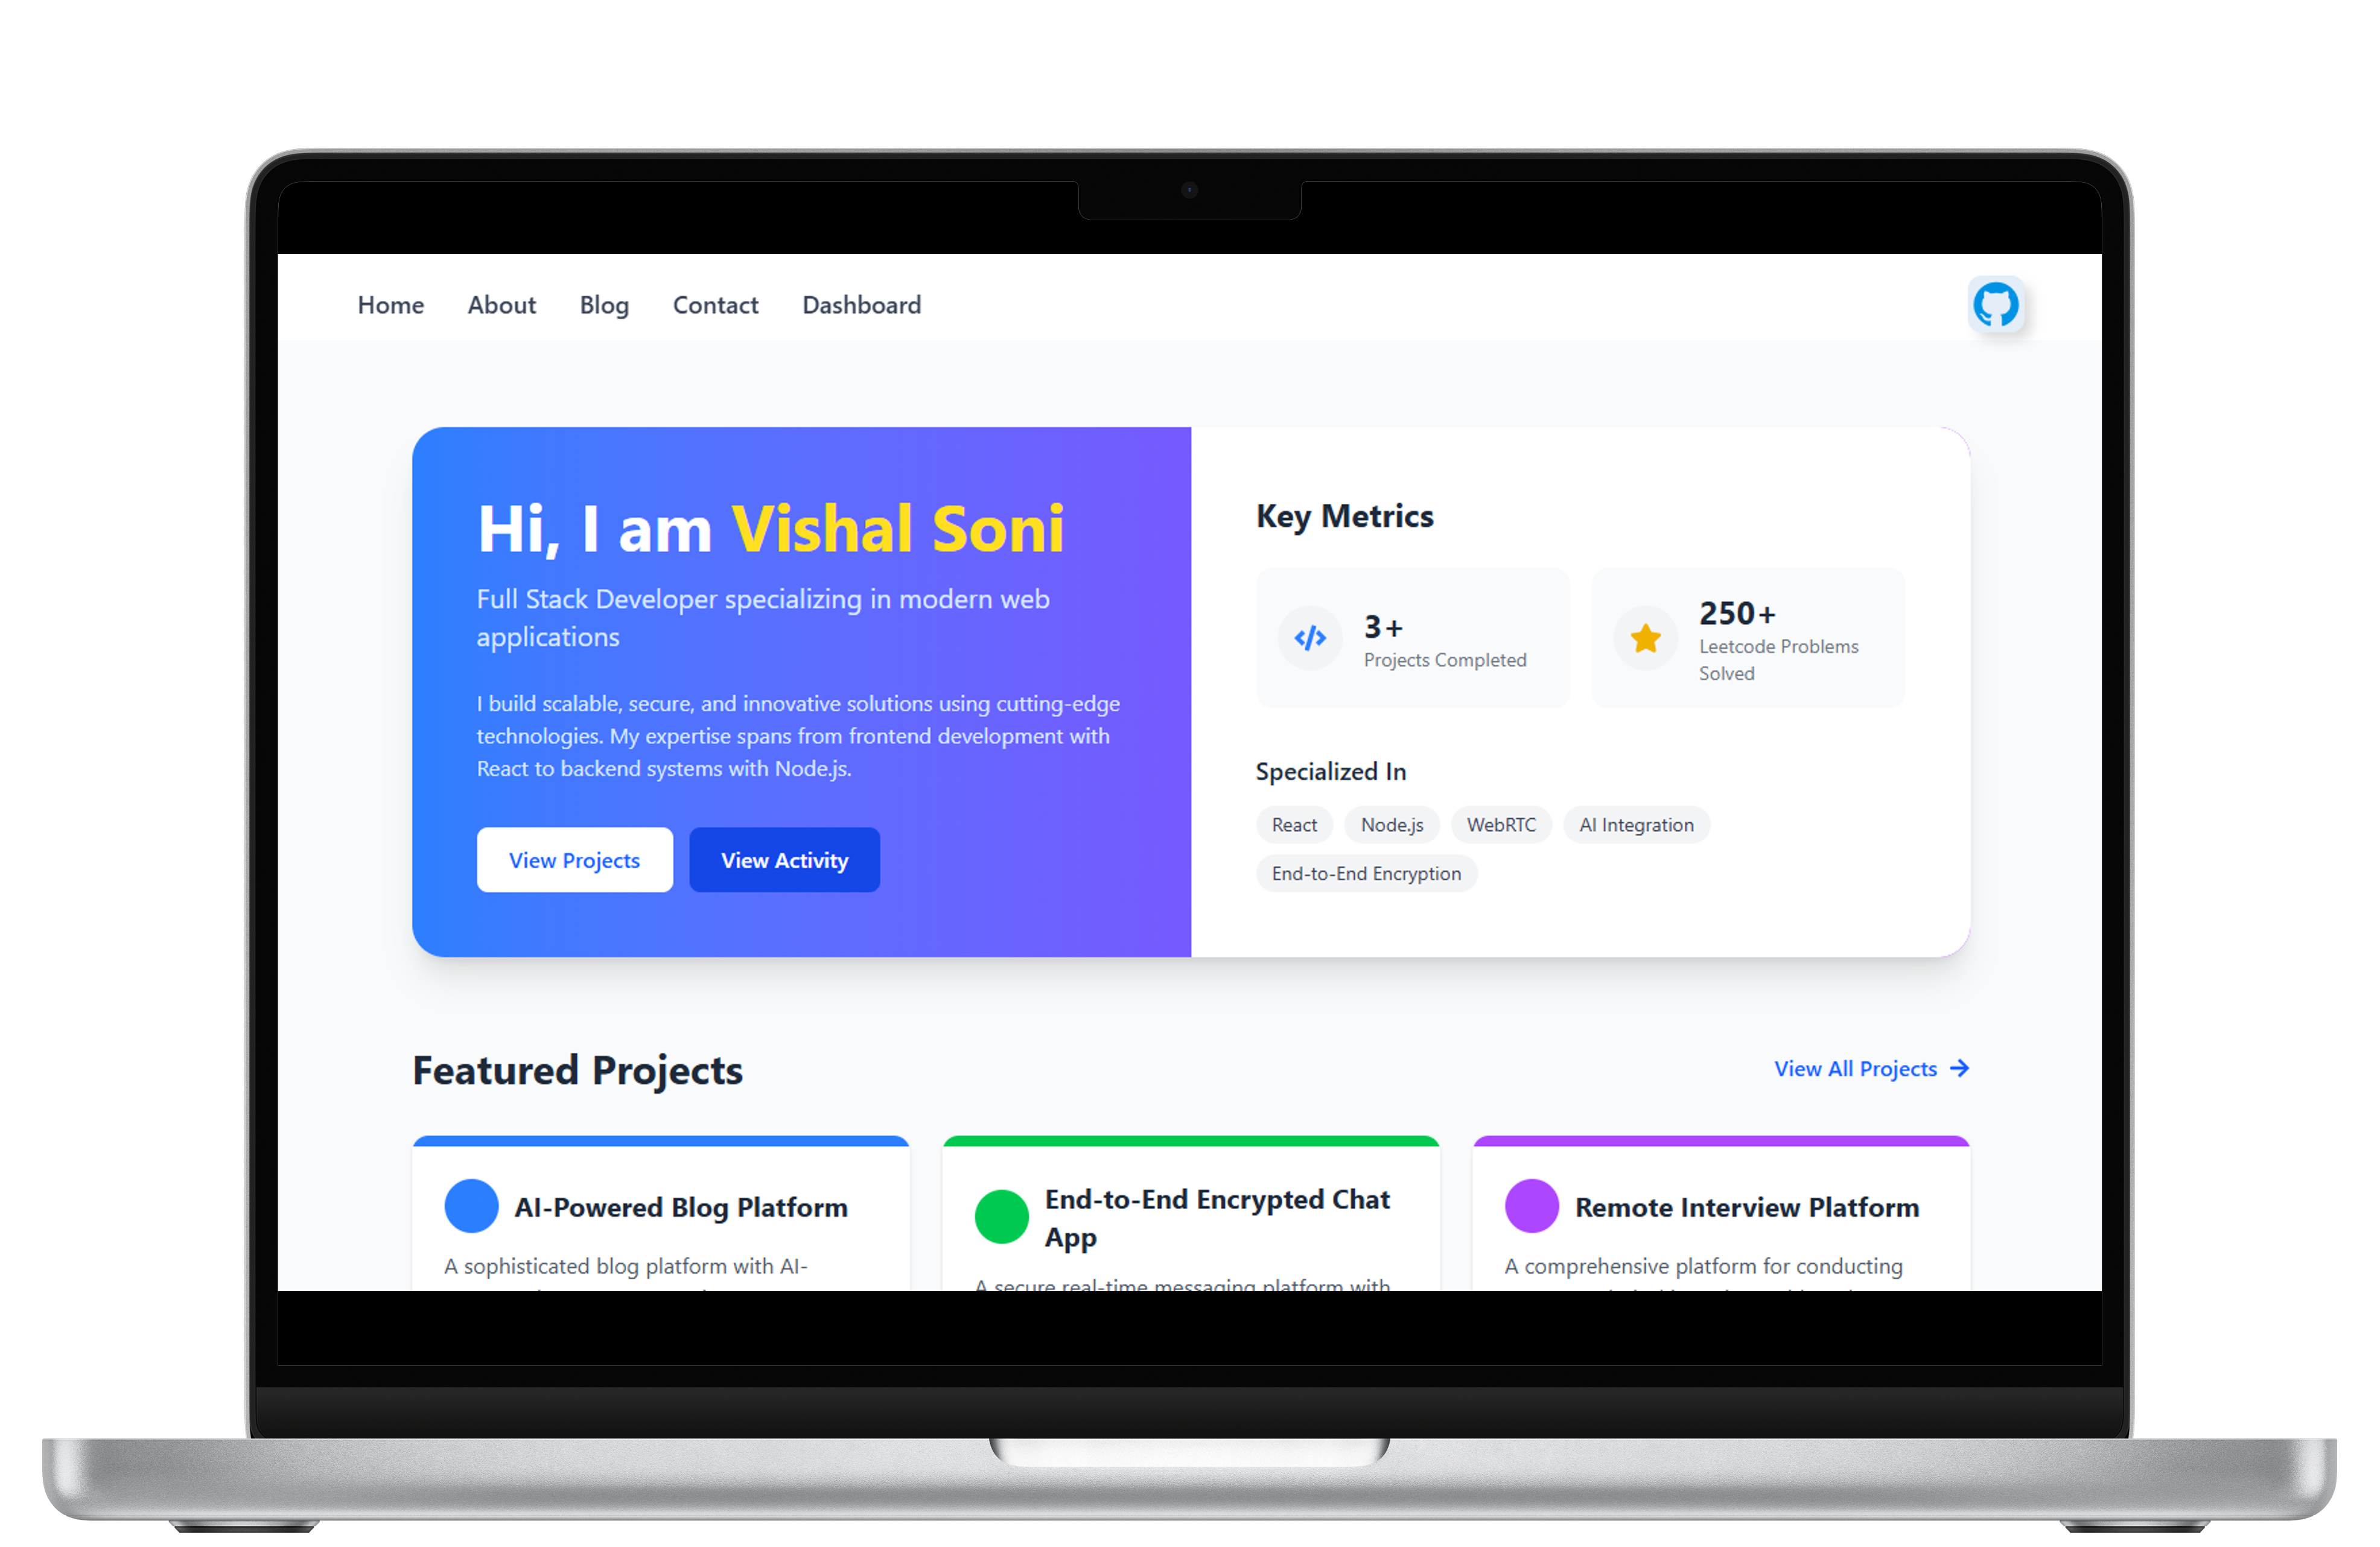 Home About Blog Contact Dashboard
Hi, I am Vishal Soni
Full Stack Developer specializing in modern web
applications
I build scalable, secure, and innovative solutions using cutting-edge
technologies. My expertise spans from frontend development with
React to backend systems with Node.js.
View Projects View Activity
Key Metrics
3+
Projects Completed
250+
Leetcode Problems
Solved
Specialized In
React Node.js WebRTC AI Integration
End-to-End Encryption
Featured Projects
View All Projects →
AI-Powered Blog Platform
A sophisticated blog platform with AI-
End-to-End Encrypted Chat
App
A secure real-time messaging platform with
Remote Interview Platform
A comprehensive platform for conducting